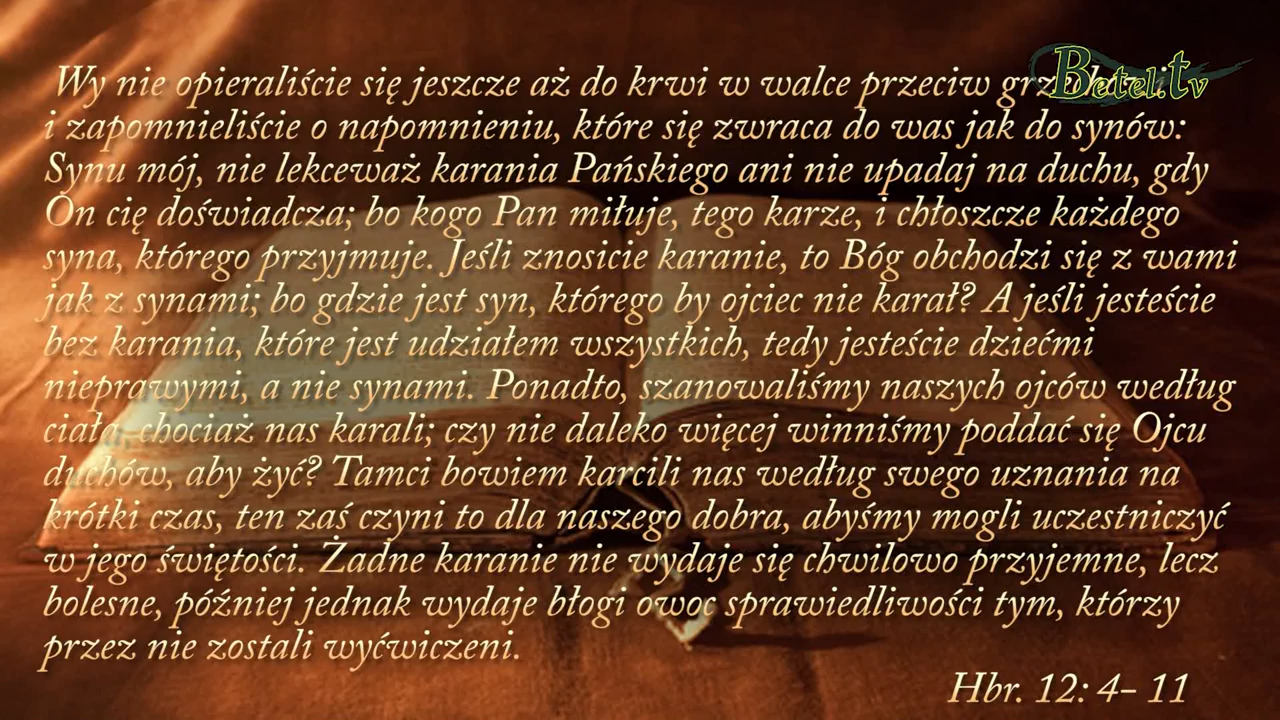 Wy nie opieraliście się jeszcze aż do krwi w walce przeciw
Betel.tv
i zapomnieliście o napomnieniu, które się zwraca do was jak do synów:
Synu mój, nie lekceważ karania Pańskiego ani nie upadaj na duchu, gdy
On cię doświadcza; bo kogo Pan miłuje, tego karze, i chłoszcze każdego
syna, którego przyjmuje. Jeśli znosicie karanie, to Bóg obchodzi się z wami
jak z synami; bo gdzie jest syn, którego by ojciec nie karał? A jeśli jesteście
bez karania, które jest udziałem wszystkich, tedy jesteście dziećmi
nieprawymi, a nie synami. Ponadto, szanowaliśmy naszych ojców według
ciała, chociaż nas karali; czy nie daleko więcej winniśmy poddać się Ojcu
duchów, aby żyć? Tamci bowiem karcili nas według swego uznania na
krótki czas, ten zaś czyni to dla naszego dobra, abyśmy mogli uczestniczyć
w jego świętości. Żadne karanie nie wydaje się chwilowo przyjemne, lecz
bolesne, później jednak wydaje błogi owoc sprawiedliwości tym, którzy
przez nie zostali wyćwiczeni.
Hbr. 12: 4- 11